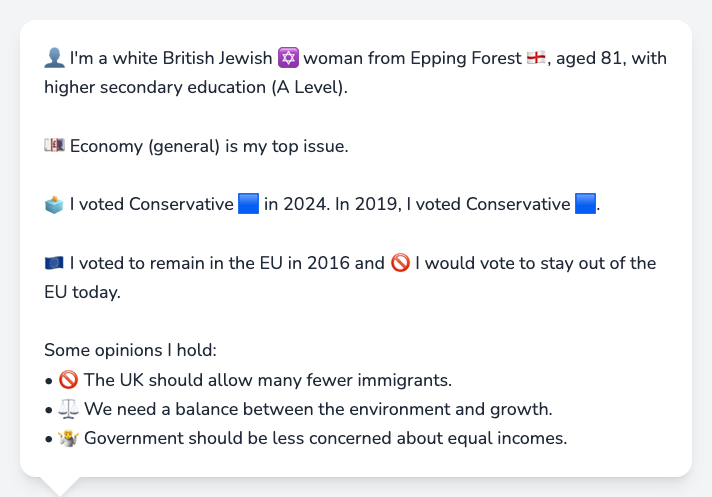 👤 I'm a white British Jewish 🔯 woman from Epping Forest 🏴󠁧󠁢󠁥󠁮󠁧󠁿, aged 81, with
higher secondary education (A Level).
💷 Economy (general) is my top issue.
🗳️ I voted Conservative 🟦 in 2024. In 2019, I voted Conservative 🟦.
🇪🇺 I voted to remain in the EU in 2016 and 🚫 I would vote to stay out of the
EU today.
Some opinions I hold:
• 🚫 The UK should allow many fewer immigrants.
• ⚖️ We need a balance between the environment and growth.
• 🤷 Government should be less concerned about equal incomes.